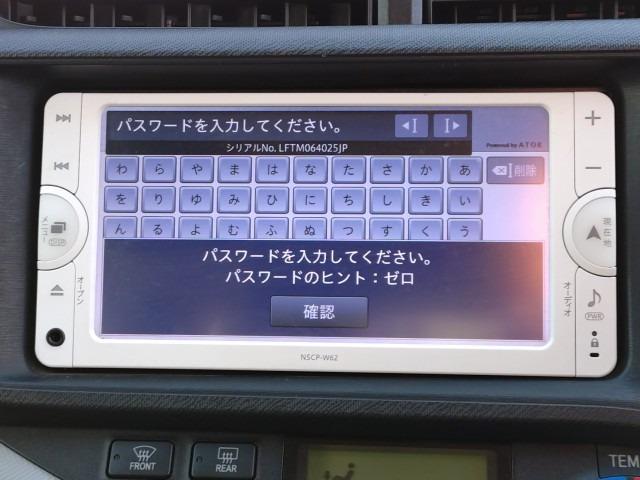 パスワードを入力してください。
Powered by ATOK
シリアルNo. LFTM064025JP
わ ら や ま は な た さ か あ 削除
を り ゆ み ひ に ち し き い
ん る よ む ふ ぬ つ す く う
パスワードを入力してください。
パスワードのヒント：ゼロ
確認
メニュー
DISP
オープン
現在地
オーディオ
PWR
NSCP-W62
FRONT
REAR
TEM